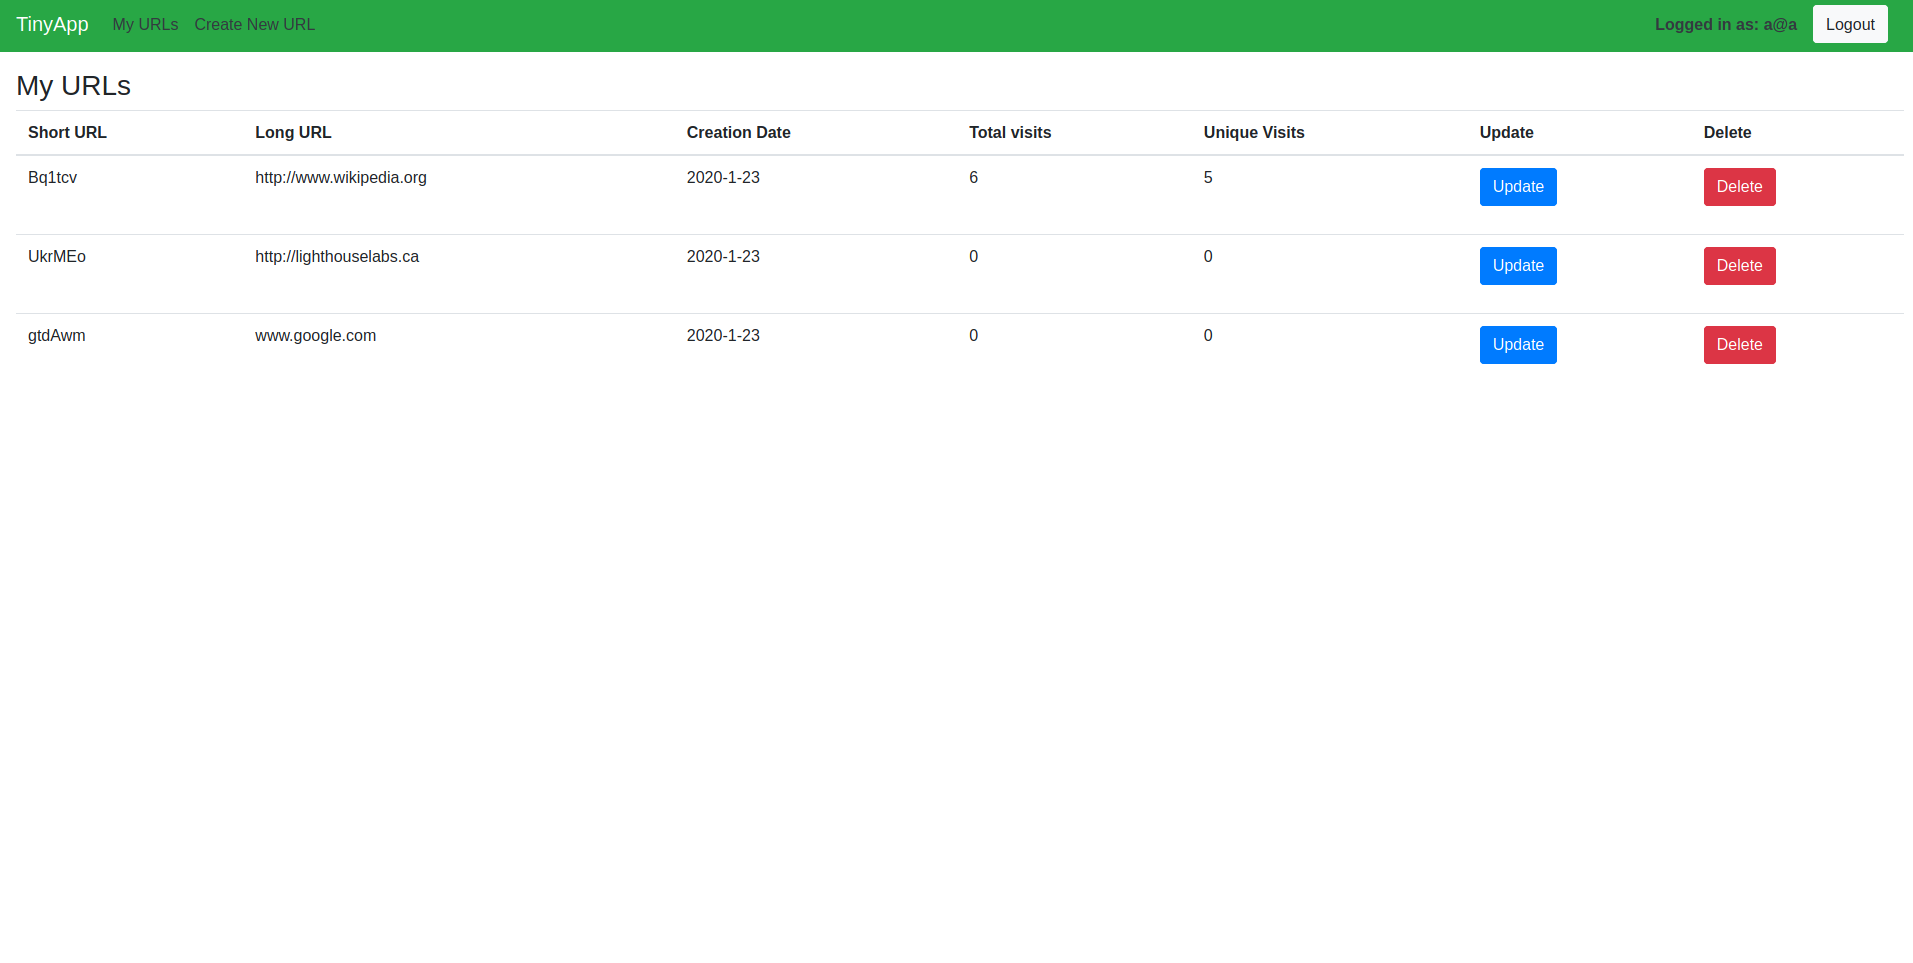 TinyApp My URLs Create New URL Logged in as: a@a Logout
My URLs
Short URL Long URL Creation Date Total visits Unique Visits Update Delete
Bq1tcv http://www.wikipedia.org 2020-1-23 6 5 Update Delete
UkrMEo http://lighthouselabs.ca 2020-1-23 0 0 Update Delete
gtdAwm www.google.com 2020-1-23 0 0 Update Delete